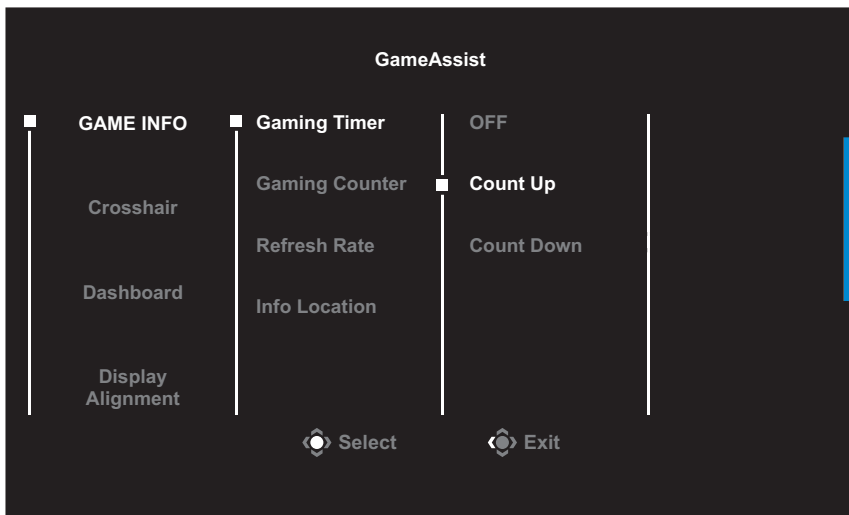 GameAssist
GAME INFO
Crosshair
Dashboard
Display
Alignment
Gaming Timer
Gaming Counter
Refresh Rate
Info Location
OFF
Count Up
Count Down
Select
Exit